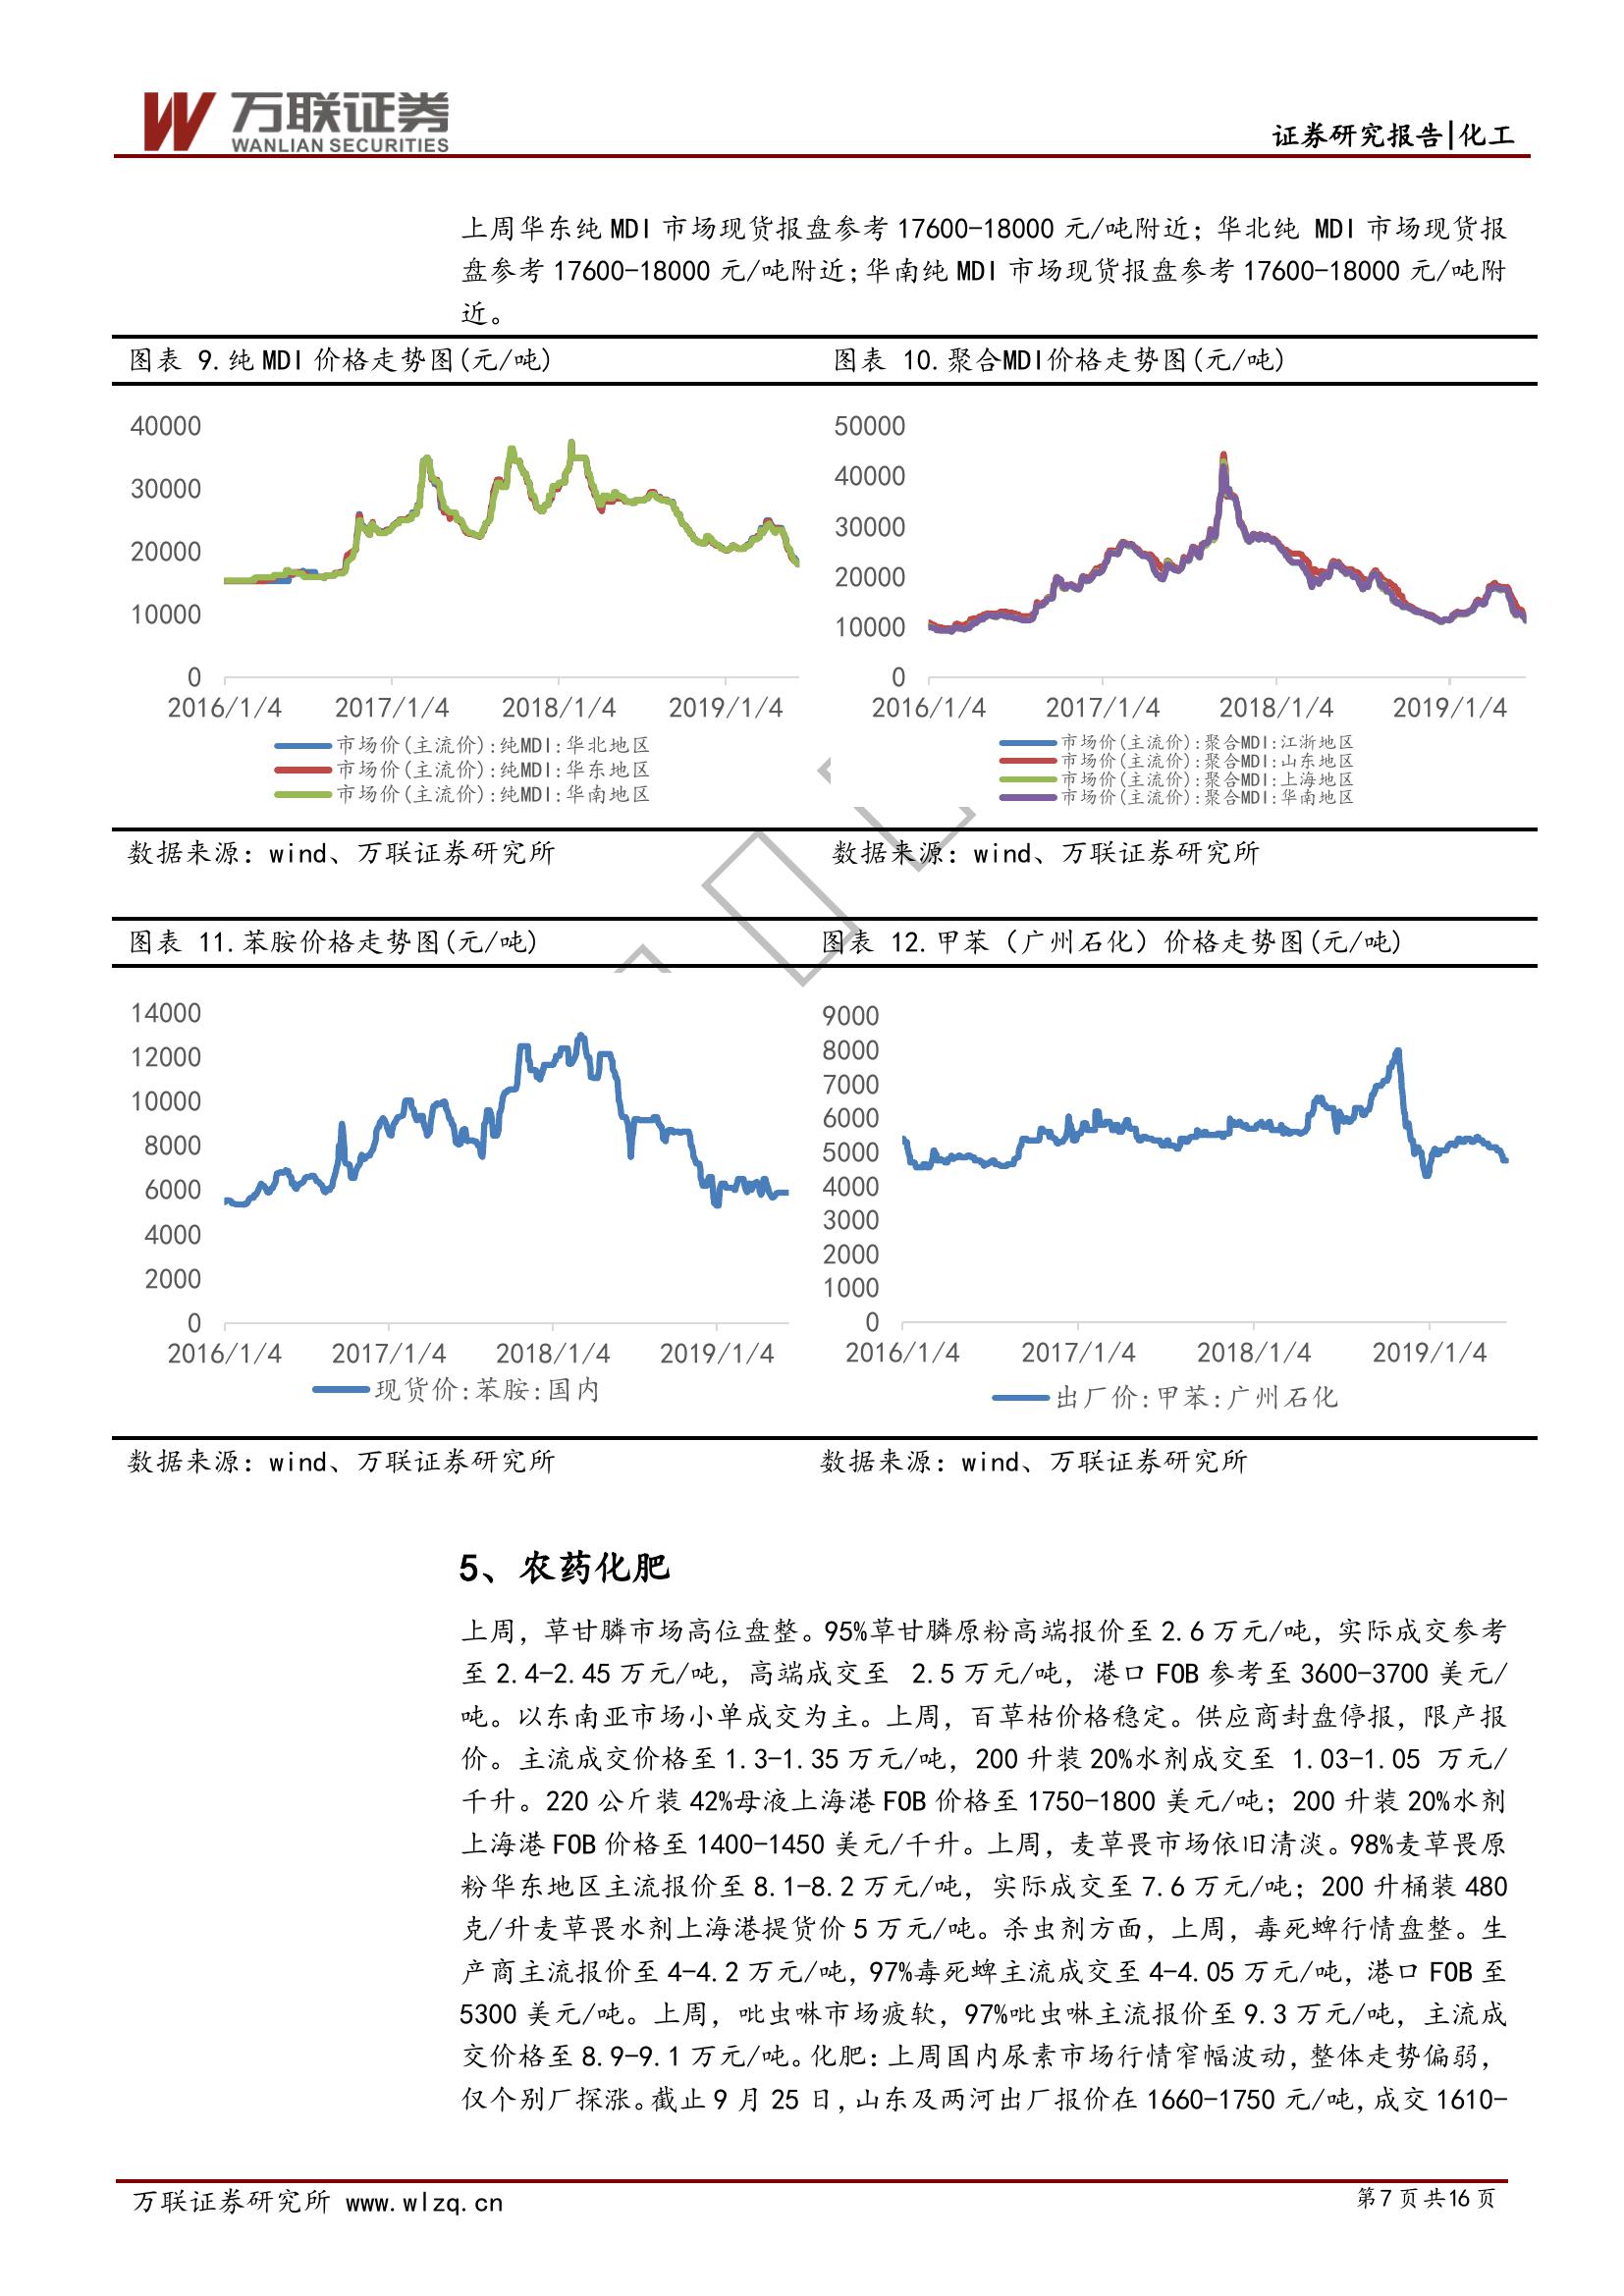 万联证券
WANLIAN SECURITIES
证券研究报告|化工
上周华东纯 MDI 市场现货报盘参考 17600-18000 元/吨附近；华北纯 MDI 市场现货报
盘参考 17600-18000 元/吨附近；华南纯 MDI 市场现货报盘参考 17600-18000 元/吨附
近。
图表 9.纯 MDI 价格走势图(元/吨)
图表 10.聚合MDI价格走势图(元/吨)
40000
30000
20000
10000
0
2016/1/4 2017/1/4 2018/1/4 2019/1/4
市场价(主流价):纯MDI:华北地区
市场价(主流价):纯MDI:华东地区
市场价(主流价):纯MDI:华南地区
50000
40000
30000
20000
10000
0
2016/1/4 2017/1/4 2018/1/4 2019/1/4
市场价(主流价):聚合MDI:江浙地区
市场价(主流价):聚合MDI:山东地区
市场价(主流价):聚合MDI:上海地区
市场价(主流价):聚合MDI:华南地区
数据来源：wind、万联证券研究所
数据来源：wind、万联证券研究所
图表 11.苯胺价格走势图(元/吨)
图表 12.甲苯（广州石化）价格走势图(元/吨)
14000
12000
10000
8000
6000
4000
2000
0
2016/1/4 2017/1/4 2018/1/4 2019/1/4
现货价:苯胺:国内
9000
8000
7000
6000
5000
4000
3000
2000
1000
0
2016/1/4 2017/1/4 2018/1/4 2019/1/4
出厂价:甲苯:广州石化
数据来源：wind、万联证券研究所
数据来源：wind、万联证券研究所
5、农药化肥
上周，草甘膦市场高位盘整。95%草甘膦原粉高端报价至 2.6 万元/吨，实际成交参考
至 2.4-2.45 万元/吨，高端成交至 2.5 万元/吨，港口 FOB 参考至 3600-3700 美元/
吨。以东南亚市场小单成交为主。上周，百草枯价格稳定。供应商封盘停报，限产报
价。主流成交价格至 1.3-1.35 万元/吨，200 升装 20%水剂成交至 1.03-1.05 万元/
千升。220 公斤装 42%母液上海港 FOB 价格至 1750-1800 美元/吨；200 升装 20%水剂
上海港 FOB 价格至 1400-1450 美元/千升。上周，麦草畏市场依旧清淡。98%麦草畏原
粉华东地区主流报价至 8.1-8.2 万元/吨，实际成交至 7.6 万元/吨；200 升桶装 480
克/升麦草畏水剂上海港提货价 5 万元/吨。杀虫剂方面，上周，毒死蜱行情盘整。生
产商主流报价至 4-4.2 万元/吨，97%毒死蜱主流成交至 4-4.05 万元/吨，港口 FOB 至
5300 美元/吨。上周，吡虫啉市场疲软，97%吡虫啉主流报价至 9.3 万元/吨，主流成
交价格至 8.9-9.1 万元/吨。化肥：上周国内尿素市场行情窄幅波动，整体走势偏弱，
仅个别厂探涨。截止 9 月 25 日，山东及两河出厂报价在 1660-1750 元/吨，成交 1610-
万联证券研究所 www.wlzq.cn
第 7 页 共 16 页